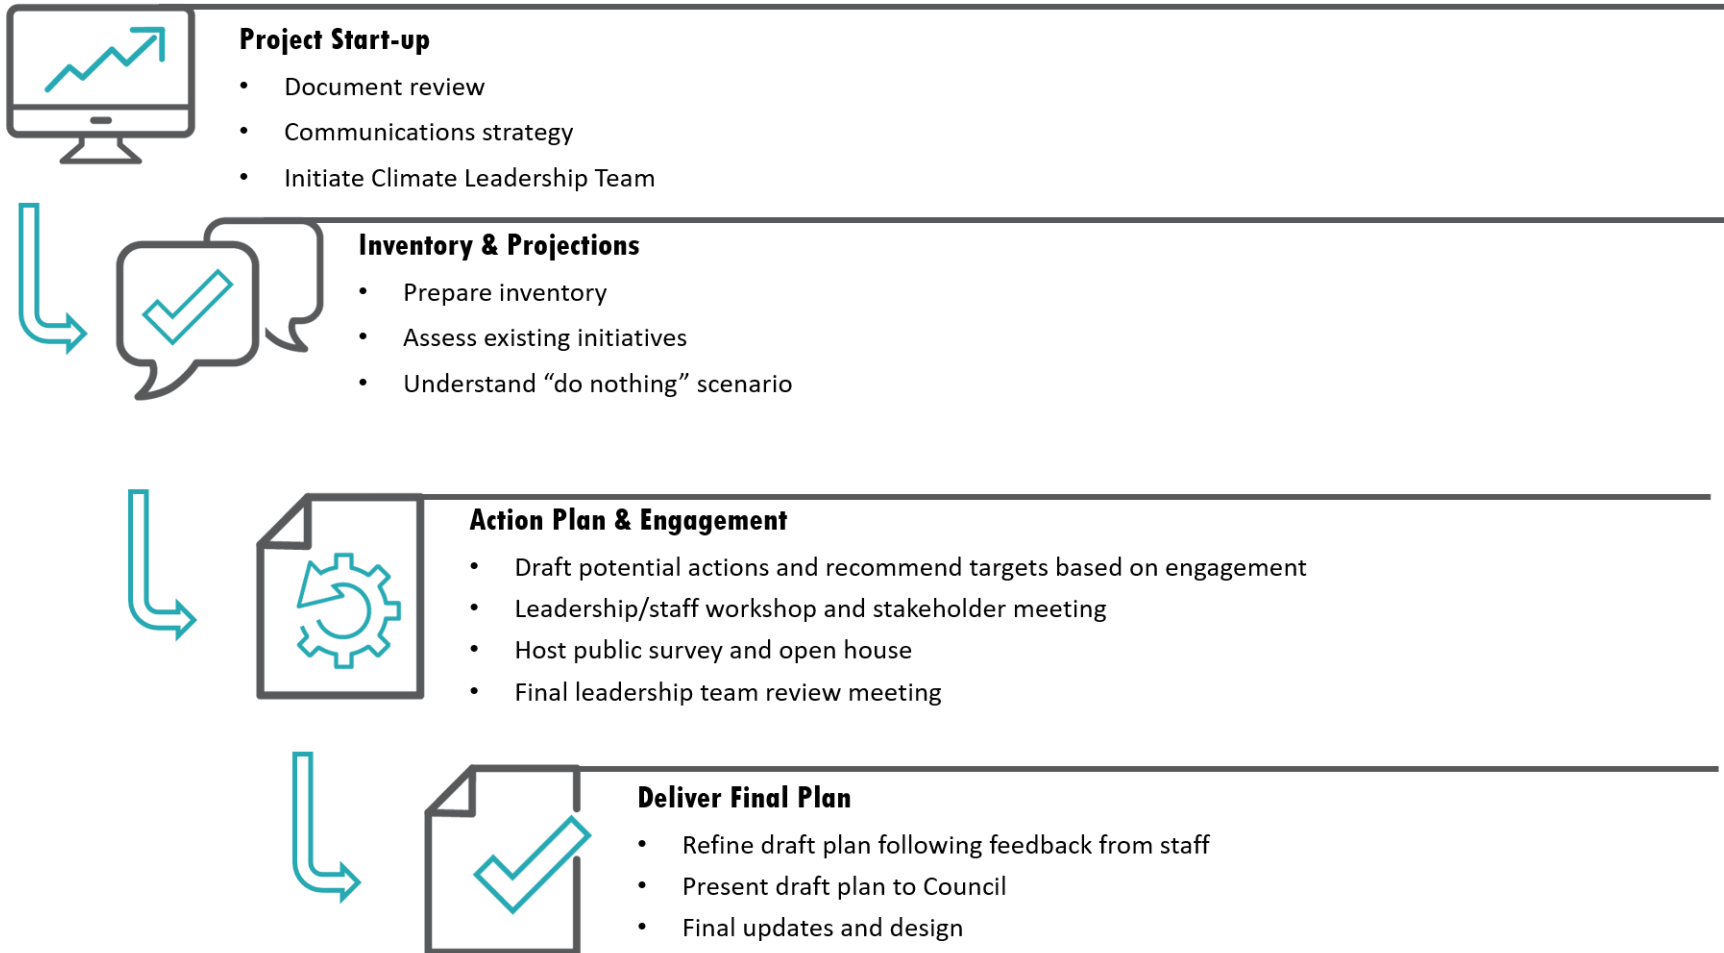 Project Start-up
• Document review
• Communications strategy
• Initiate Climate Leadership Team
Inventory & Projections
• Prepare inventory
• Assess existing initiatives
• Understand “do nothing” scenario
Action Plan & Engagement
• Draft potential actions and recommend targets based on engagement
• Leadership/staff workshop and stakeholder meeting
• Host public survey and open house
• Final leadership team review meeting
Deliver Final Plan
• Refine draft plan following feedback from staff
• Present draft plan to Council
• Final updates and design